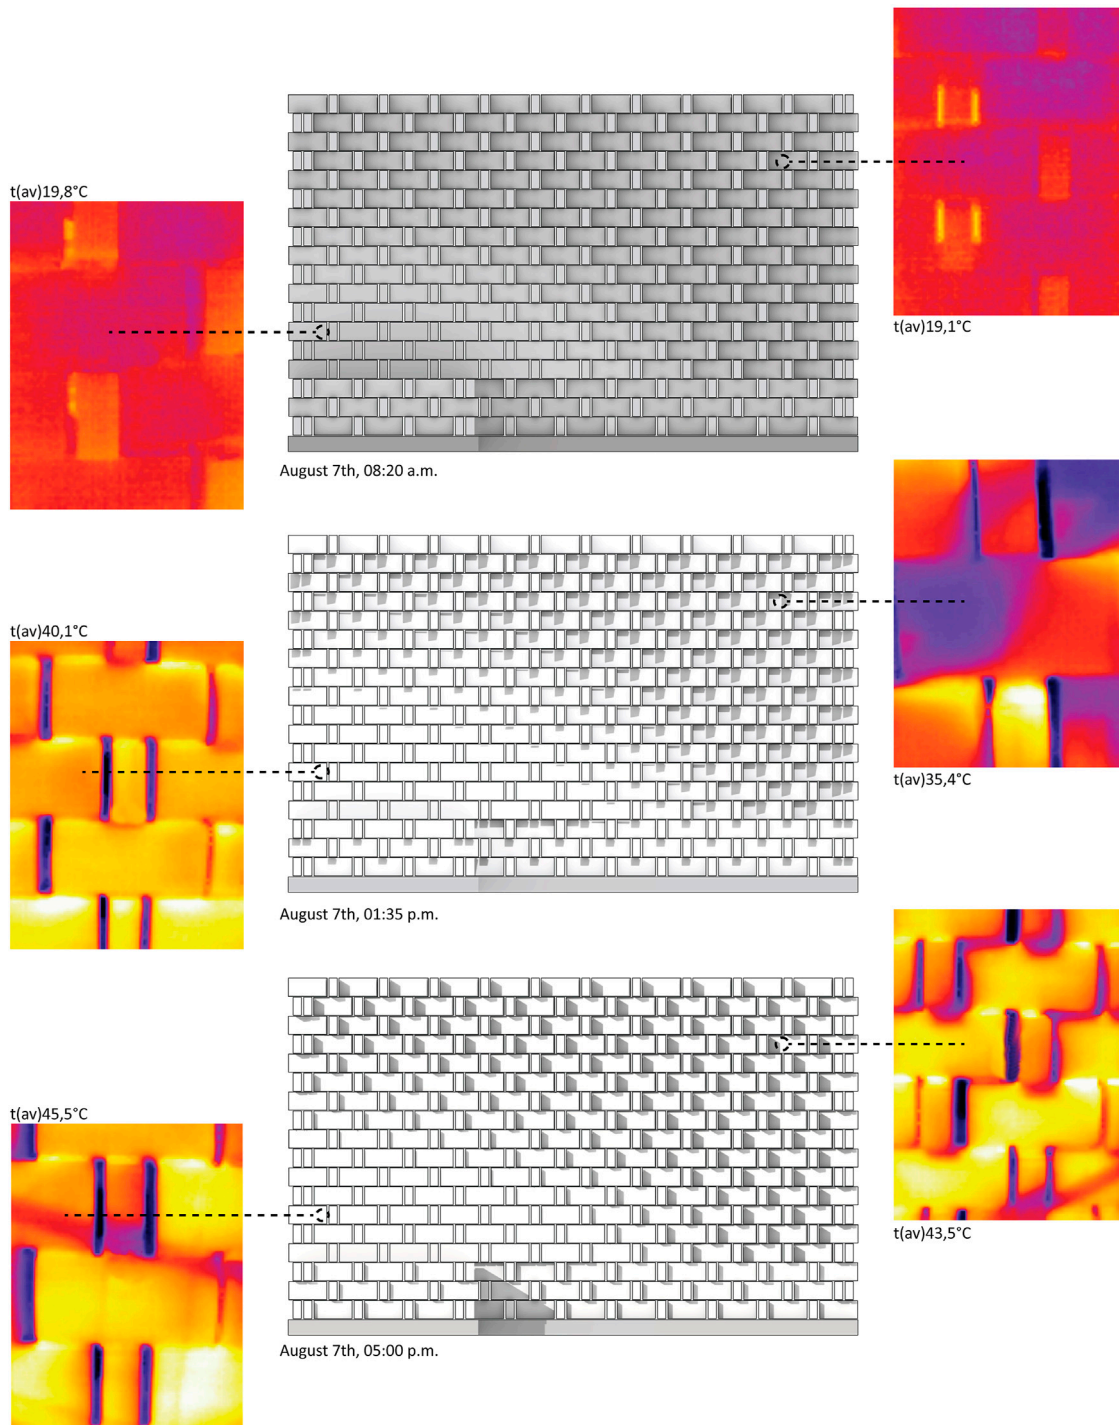 t(av)19,8°C
t(av)19,1°C
August 7th, 08:20 a.m.
t(av)40,1°C
t(av)35,4°C
August 7th, 01:35 p.m.
t(av)45,5°C
t(av)43,5°C
August 7th, 05:00 p.m.